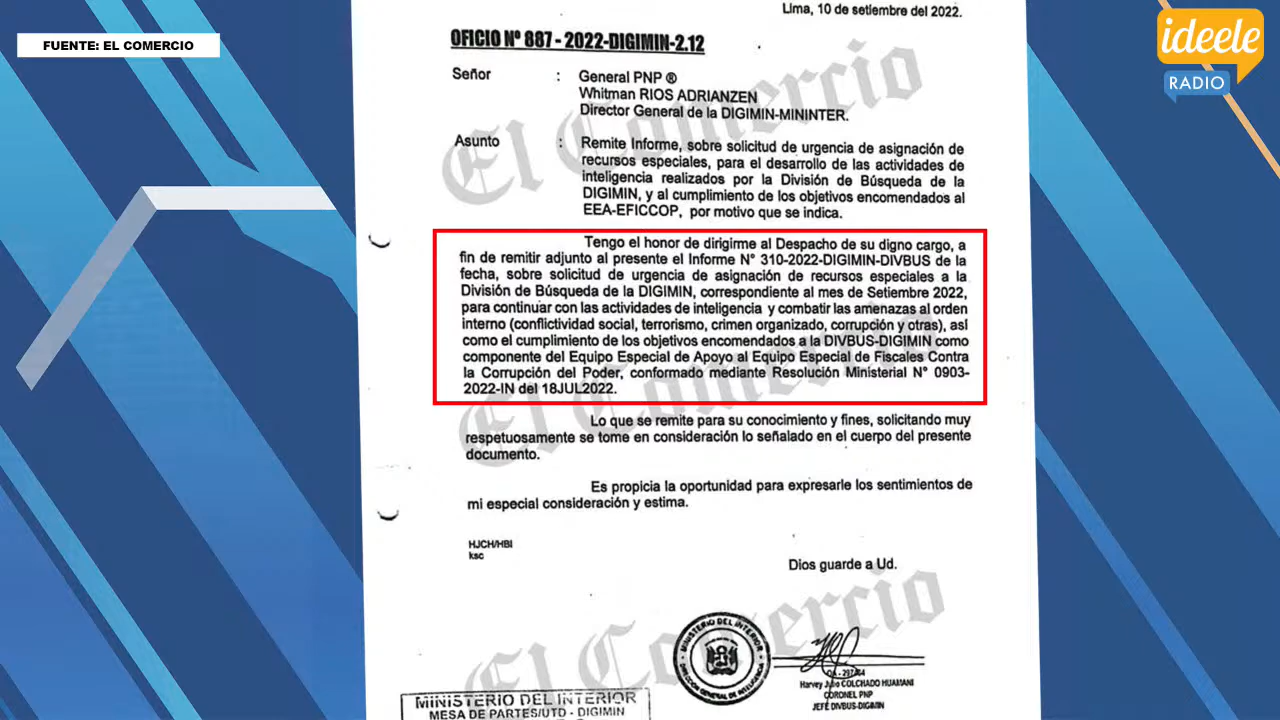 FUENTE: EL COMERCIO
ideele
RADIO
Lima, 10 de setiembre del 2022.
OFICIO Nº 887 - 2022-DIGIMIN-2.12
Señor : General PNP ®
Whitman RIOS ADRIANZEN
Director General de la DIGIMIN-MININTER.
Asunto : Remite Informe, sobre solicitud de urgencia de asignación de
recursos especiales, para el desarrollo de las actividades de
inteligencia realizados por la División de Búsqueda de la
DIGIMIN, y al cumplimiento de los objetivos encomendados al
EEA-EFICCOP, por motivo que se indica.
Tengo el honor de dirigirme al Despacho de su digno cargo, a
fin de remitir adjunto al presente el Informe N° 310-2022-DIGIMIN-DIVBUS de la
fecha, sobre solicitud de urgencia de asignación de recursos especiales a la
División de Búsqueda de la DIGIMIN, correspondiente al mes de Setiembre 2022,
para continuar con las actividades de inteligencia y combatir las amenazas al orden
interno (conflictividad social, terrorismo, crimen organizado, corrupción y otras), así
como el cumplimiento de los objetivos encomendados a la DIVBUS-DIGIMIN como
componente del Equipo Especial de Apoyo al Equipo Especial de Fiscales Contra
la Corrupción del Poder, conformado mediante Resolución Ministerial N° 0903-
2022-IN del 18JUL2022.
Lo que se remite para su conocimiento y fines, solicitando muy
respetuosamente se tome en consideración lo señalado en el cuerpo del presente
documento.
Es propicia la oportunidad para expresarle los sentimientos de
mi especial consideración y estima.
HJCH/HBI
ksc
Dios guarde a Ud.
El Comercio
El Comercio
El Comercio
MINISTERIO DEL INTERIOR
Harvey Julio COLCHADO HUAMANI
CORONEL PNP
JEFE DIVBUS-DIGIMIN
MINISTERIO DEL INTERIOR
MESA DE PARTES/UTD - DIGIMIN